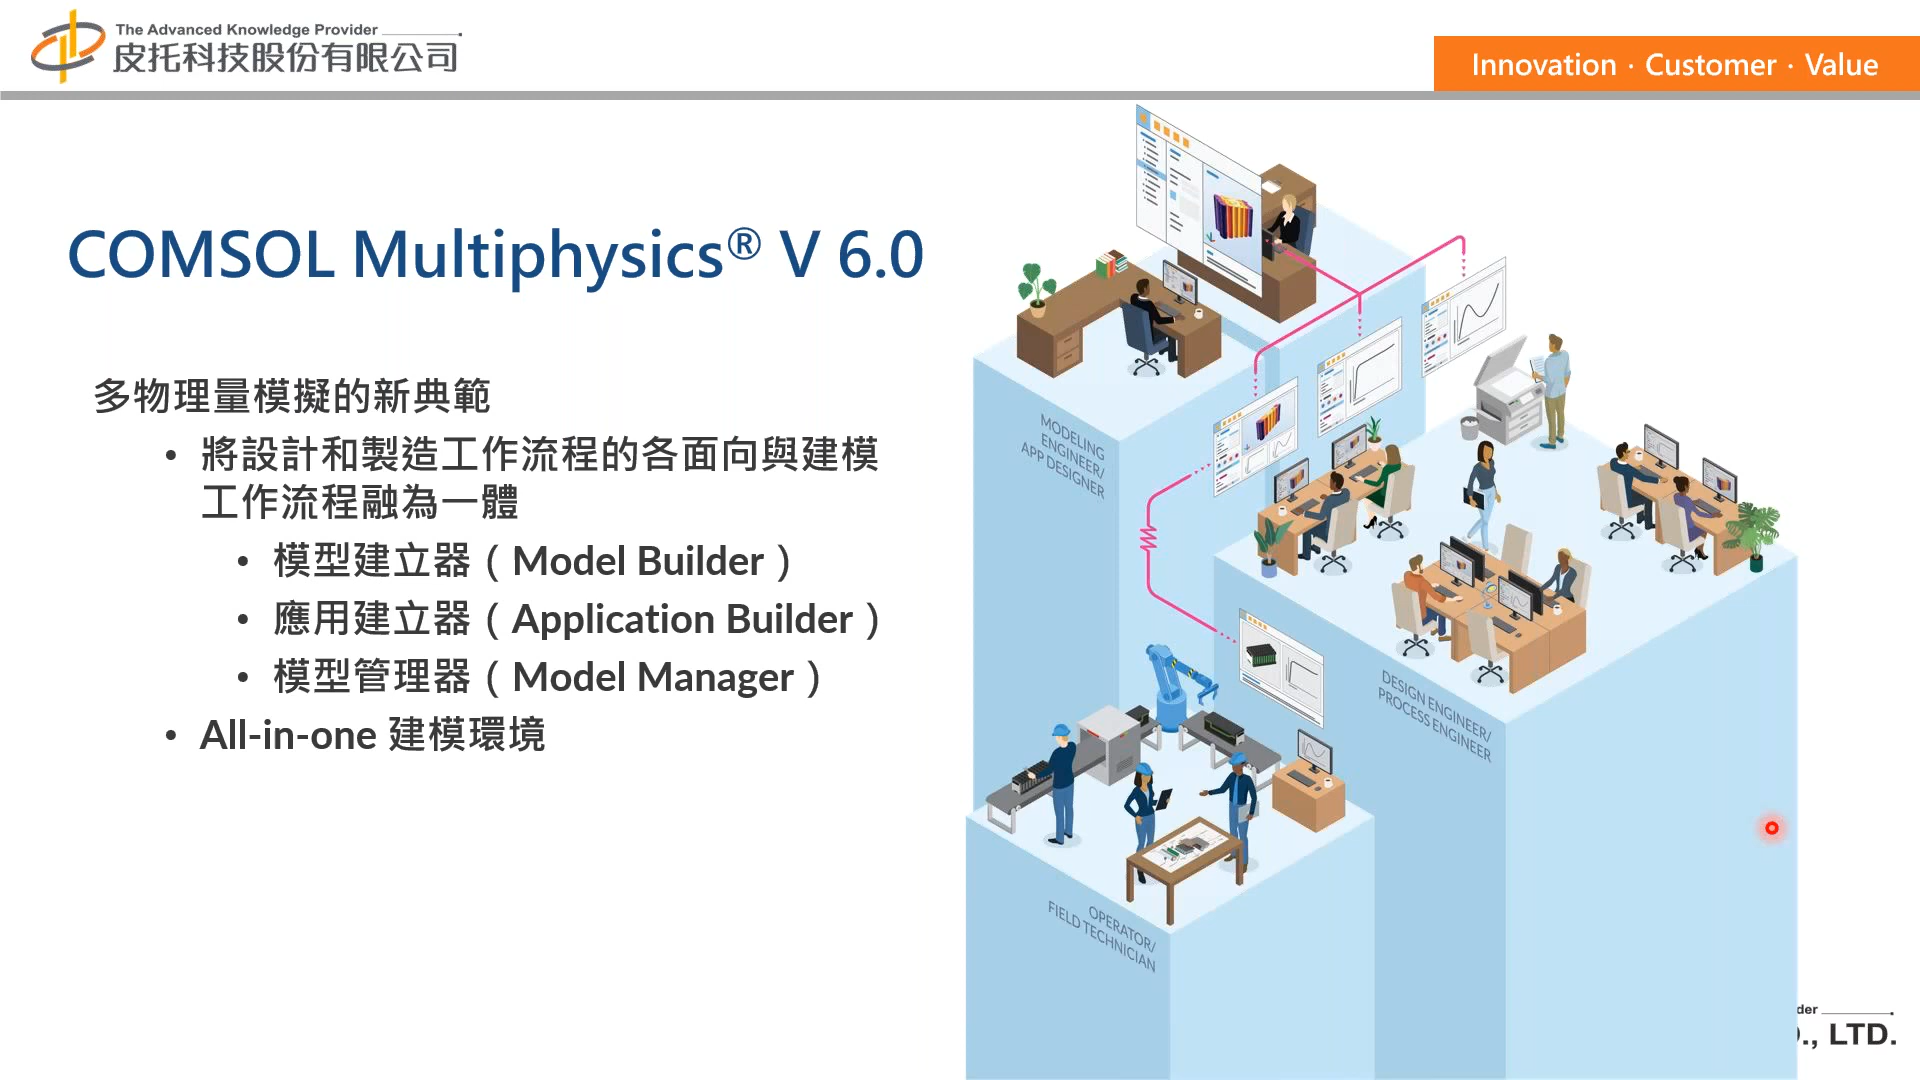 The Advanced Knowledge Provider
皮托科技股份有限公司
Innovation · Customer · Value
COMSOL Multiphysics® V 6.0
多物理量模擬的新典範
• 將設計和製造工作流程的各面向與建模
工作流程融為一體
• 模型建立器（Model Builder）
• 應用建立器（Application Builder）
• 模型管理器（Model Manager）
• All-in-one 建模環境
MODELING
ENGINEER/
APP DESIGNER
DESIGN ENGINEER/
PROCESS ENGINEER
OPERATOR/
FIELD TECHNICIAN
der
., LTD.